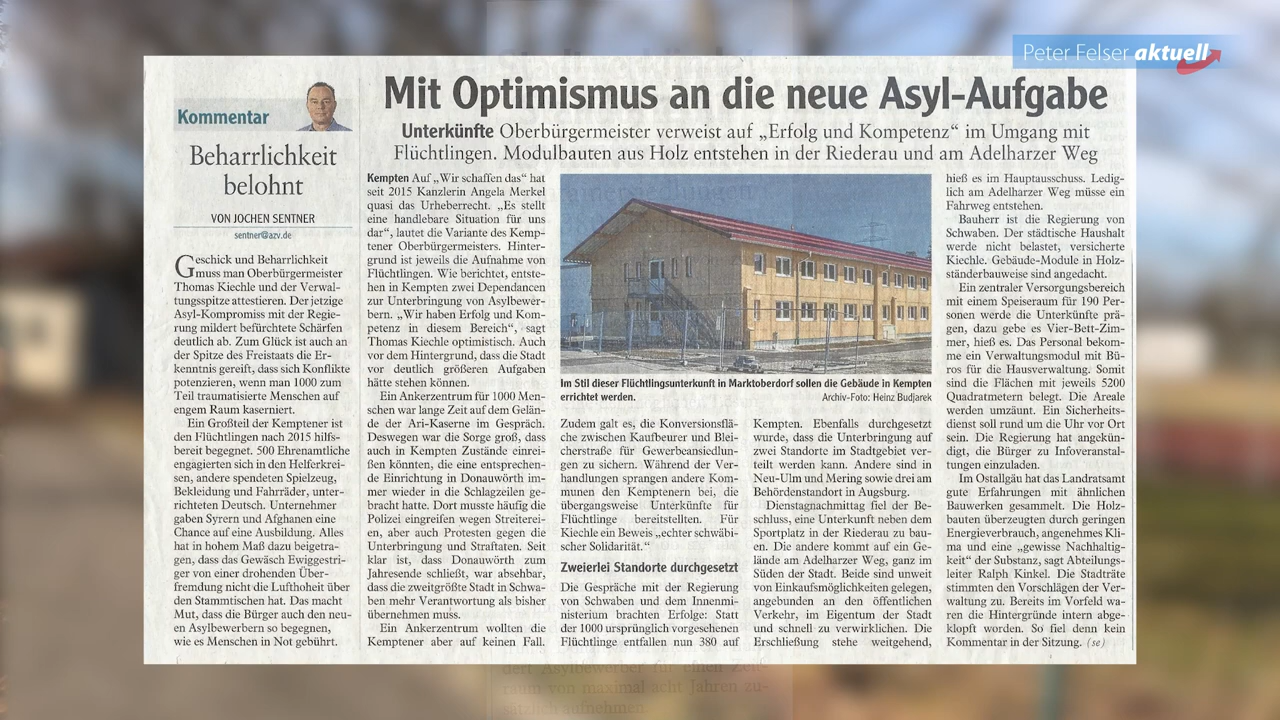 Peter Felser aktuell
Kommentar
Beharrlichkeit
belohnt
VON JOCHEN SENTNER
sentner@azv.de
Geschick und Beharrlichkeit
muss man Oberbürgermeister
Thomas Kiechle und der Verwal-
tungsspitze attestieren. Der jetzige
Asyl-Kompromiss mit der Regie-
rung mildert befürchtete Schärfen
deutlich ab. Zum Glück ist auch an
der Spitze des Freistaats die Er-
kenntnis gereift, dass sich Konflikte
potenzieren, wenn man 1000 zum
Teil traumatisierte Menschen auf
engem Raum kaserniert.
Ein Großteil der Kemptener ist
den Flüchtlingen nach 2015 hilfs-
bereit begegnet. 500 Ehrenamtliche
engagierten sich in den Helferkrei-
sen, andere spendeten Spielzeug,
Bekleidung und Fahrräder, unter-
richteten Deutsch. Unternehmer
gaben Syrern und Afghanen eine
Chance auf eine Ausbildung. Alles
hat in hohem Maß dazu beigetra-
gen, dass das Gewäsch Ewiggestri-
ger von einer drohenden Über-
fremdung nicht die Lufthoheit über
den Stammtischen hat. Das macht
Mut, dass die Bürger auch den neu-
en Asylbewerbern so begegnen,
wie es Menschen in Not gebührt.
Mit Optimismus an die neue Asyl-Aufgabe
Unterkünfte Oberbürgermeister verweist auf „Erfolg und Kompetenz“ im Umgang mit
Flüchtlingen. Modulbauten aus Holz entstehen in der Riederau und am Adelharzer Weg
Kempten Auf „Wir schaffen das“ hat
seit 2015 Kanzlerin Angela Merkel
quasi das Urheberrecht. „Es stellt
eine handlebare Situation für uns
dar“, lautet die Variante des Kemp-
tener Oberbürgermeisters. Hinter-
grund ist jeweils die Aufnahme von
Flüchtlingen. Wie berichtet, entste-
hen in Kempten zwei Dependancen
zur Unterbringung von Asylbewer-
bern. „Wir haben Erfolg und Kom-
petenz in diesem Bereich“, sagt
Thomas Kiechle optimistisch. Auch
vor dem Hintergrund, dass die Stadt
vor deutlich größeren Aufgaben
hätte stehen können.
Ein Ankerzentrum für 1000 Men-
schen war lange Zeit auf dem Gelän-
de der Ari-Kaserne im Gespräch.
Deswegen war die Sorge groß, dass
auch in Kempten Zustände einrei-
ßen könnten, die eine entsprechen-
de Einrichtung in Donauwörth im-
mer wieder in die Schlagzeilen ge-
bracht hatte. Dort musste häufig die
Polizei eingreifen wegen Streiterei-
en, aber auch Protesten gegen die
Unterbringung und Straftaten. Seit
klar ist, dass Donauwörth zum
Jahresende schließt, war absehbar,
dass die zweitgrößte Stadt in Schwa-
ben mehr Verantwortung als bisher
übernehmen muss.
Ein Ankerzentrum wollten die
Kemptener aber auf keinen Fall.
Im Stil dieser Flüchtlingsunterkunft in Marktoberdorf sollen die Gebäude in Kempten
errichtet werden. Archiv-Foto: Heinz Budjarek
Zudem galt es, die Konversionsflä-
che zwischen Kaufbeurer und Blei-
cherstraße für Gewerbeansiedlun-
gen zu sichern. Während der Ver-
handlungen sprangen andere Kom-
munen den Kemptenern bei, die
übergangsweise Unterkünfte für
Flüchtlinge bereitstellten. Für
Kiechle ein Beweis „echter schwäbi-
scher Solidarität.“
Zweierlei Standorte durchgesetzt
Die Gespräche mit der Regierung
von Schwaben und dem Innenmi-
nisterium brachten Erfolge: Statt
der 1000 ursprünglich vorgesehenen
Flüchtlinge entfallen nun 380 auf
Kempten. Ebenfalls durchgesetzt
wurde, dass die Unterbringung auf
zwei Standorte im Stadtgebiet ver-
teilt werden kann. Andere sind in
Neu-Ulm und Mering sowie drei am
Behördenstandort in Augsburg.
Dienstagnachmittag fiel der Be-
schluss, eine Unterkunft neben dem
Sportplatz in der Riederau zu bau-
en. Die andere kommt auf ein Ge-
lände am Adelharzer Weg, ganz im
Süden der Stadt. Beide sind unweit
von Einkaufsmöglichkeiten gelegen,
angebunden an den öffentlichen
Verkehr, im Eigentum der Stadt
und schnell zu verwirklichen. Die
Erschließung stehe weitgehend,
hieß es im Hauptausschuss. Ledig-
lich am Adelharzer Weg müsse ein
Fahrweg entstehen.
Bauherr ist die Regierung von
Schwaben. Der städtische Haushalt
werde nicht belastet, versicherte
Kiechle. Gebäude-Module in Holz-
ständerbauweise sind angedacht.
Ein zentraler Versorgungsbereich
mit einem Speiseraum für 190 Per-
sonen werde die Unterkünfte prä-
gen, dazu gebe es Vier-Bett-Zim-
mer, hieß es. Das Personal bekom-
me ein Verwaltungsmodul mit Bü-
ros für die Hausverwaltung. Somit
sind die Flächen mit jeweils 5200
Quadratmetern belegt. Die Areale
werden umzäunt. Ein Sicherheits-
dienst soll rund um die Uhr vor Ort
sein. Die Regierung hat angekün-
digt, die Bürger zu Infoveranstal-
tungen einzuladen.
Im Ostallgäu hat das Landratsamt
gute Erfahrungen mit ähnlichen
Bauwerken gesammelt. Die Holz-
bauten überzeugten durch geringen
Energieverbrauch, angenehmes Kli-
ma und eine „gewisse Nachhaltig-
keit“ der Substanz, sagt Abteilungs-
leiter Ralph Kinkel. Die Stadträte
stimmten den Vorschlägen der Ver-
waltung zu. Bereits im Vorfeld wa-
ren die Hintergründe intern abge-
klopft worden. So fiel denn kein
Kommentar in der Sitzung. (se)
dert Asylbewerber für einen Zeit-
raum von maximal acht Jahren zu-
sätzlich aufnehmen.